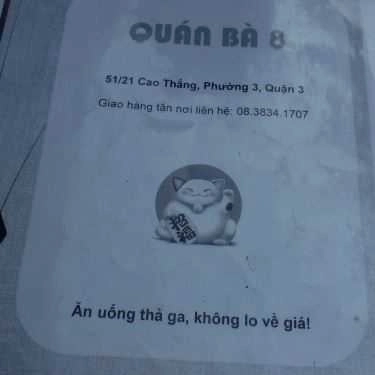 QUÁN BÀ 8
51/21 Cao Thắng, Phường 3, Quận 3
Giao hàng tận nơi liên hệ: 08.3834.1707
Ăn uống thả ga, không lo về giá!